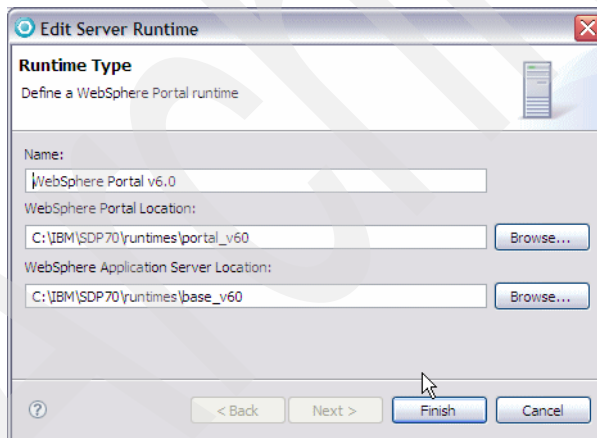 Edit Server Runtime
Runtime Type
Define a WebSphere Portal runtime
Name:
WebSphere Portal v6.0
WebSphere Portal Location:
C:\IBM\SDP70\runtimes\portal_v60
Browse...
WebSphere Application Server Location:
C:\IBM\SDP70\runtimes\base_v60
Browse...
?
< Back
Next >
Finish
Cancel